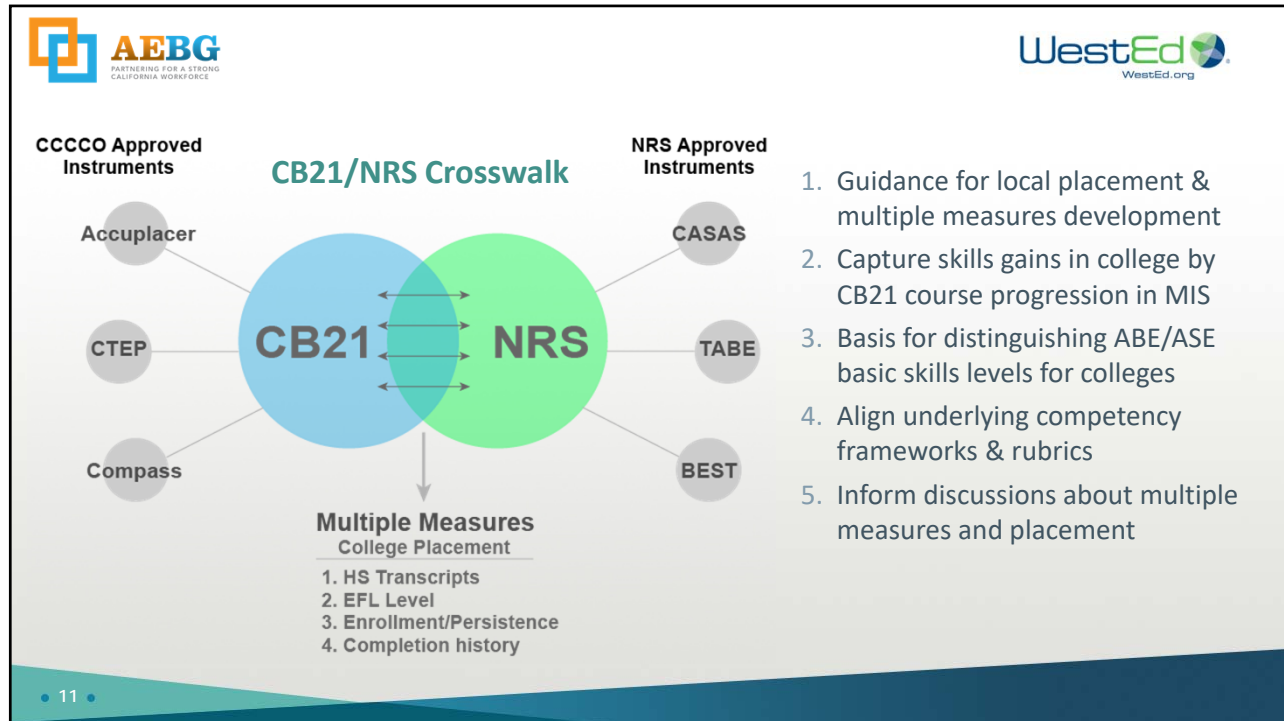 AEBG
PARTNERING FOR A STRONG
CALIFORNIA WORKFORCE
WestEd
WestEd.org
CCCCO Approved
Instruments
CB21/NRS Crosswalk
NRS Approved
Instruments
Accuplacer
CTEP
Compass
CB21
NRS
CASAS
TABE
BEST
Multiple Measures
College Placement
1. HS Transcripts
2. EFL Level
3. Enrollment/Persistence
4. Completion history
1. Guidance for local placement &
multiple measures development
2. Capture skills gains in college by
CB21 course progression in MIS
3. Basis for distinguishing ABE/ASE
basic skills levels for colleges
4. Align underlying competency
frameworks & rubrics
5. Inform discussions about multiple
measures and placement
• 11 •